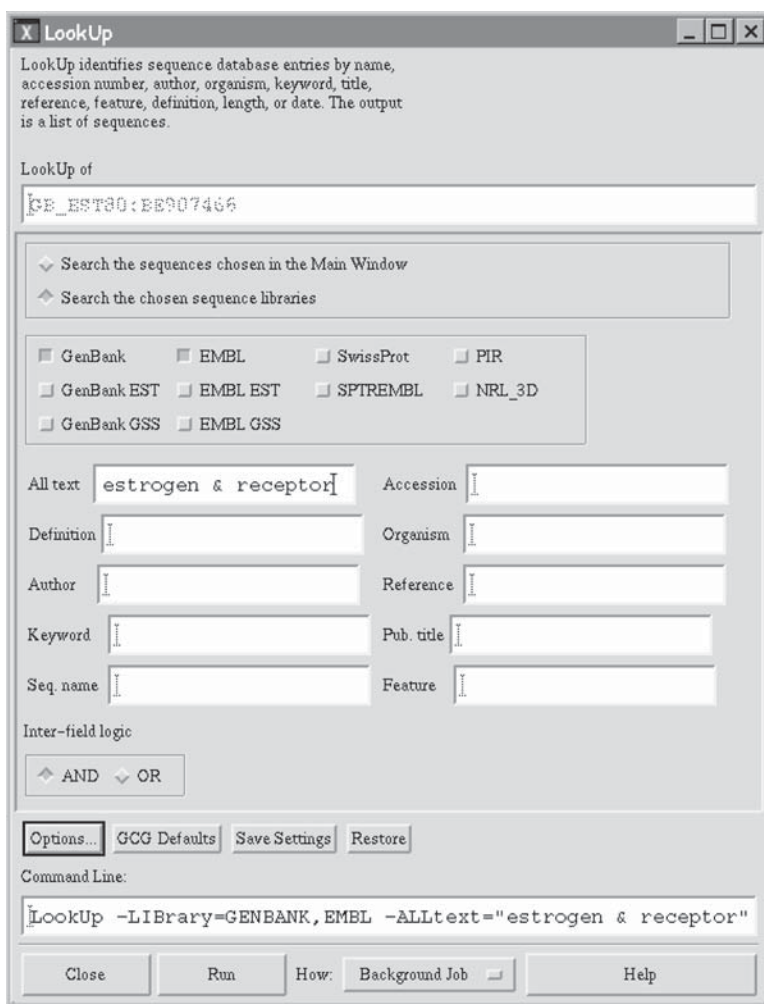 X LookUp
LookUp identifies sequence database entries by name,
accession number, author, organism, keyword, title,
reference, feature, definition, length, or date. The output
is a list of sequences.
LookUp of
GB_EST80:BE907466
Search the sequences chosen in the Main Window
Search the chosen sequence libraries
GenBank EMBL SwissProt PIR
GenBank EST EMBL EST SPTREMBL NRL_3D
GenBank GSS EMBL GSS
All text estrogen & receptor Accession
Definition Organism
Author Reference
Keyword Pub. title
Seq. name Feature
Inter-field logic
AND OR
Options... GCG Defaults Save Settings Restore
Command Line:
LookUp -LIBrary=GENBANK,EMBL -ALLtext="estrogen & receptor"
Close Run How: Background Job Help